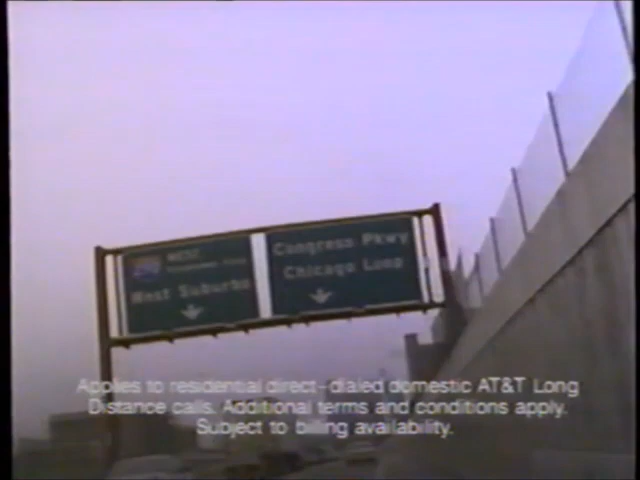 WEST
West Suburbs
Congress Pkwy
Chicago Loop
Applies to residential direct-dialed domestic AT&T Long
Distance calls. Additional terms and conditions apply.
Subject to billing availability.